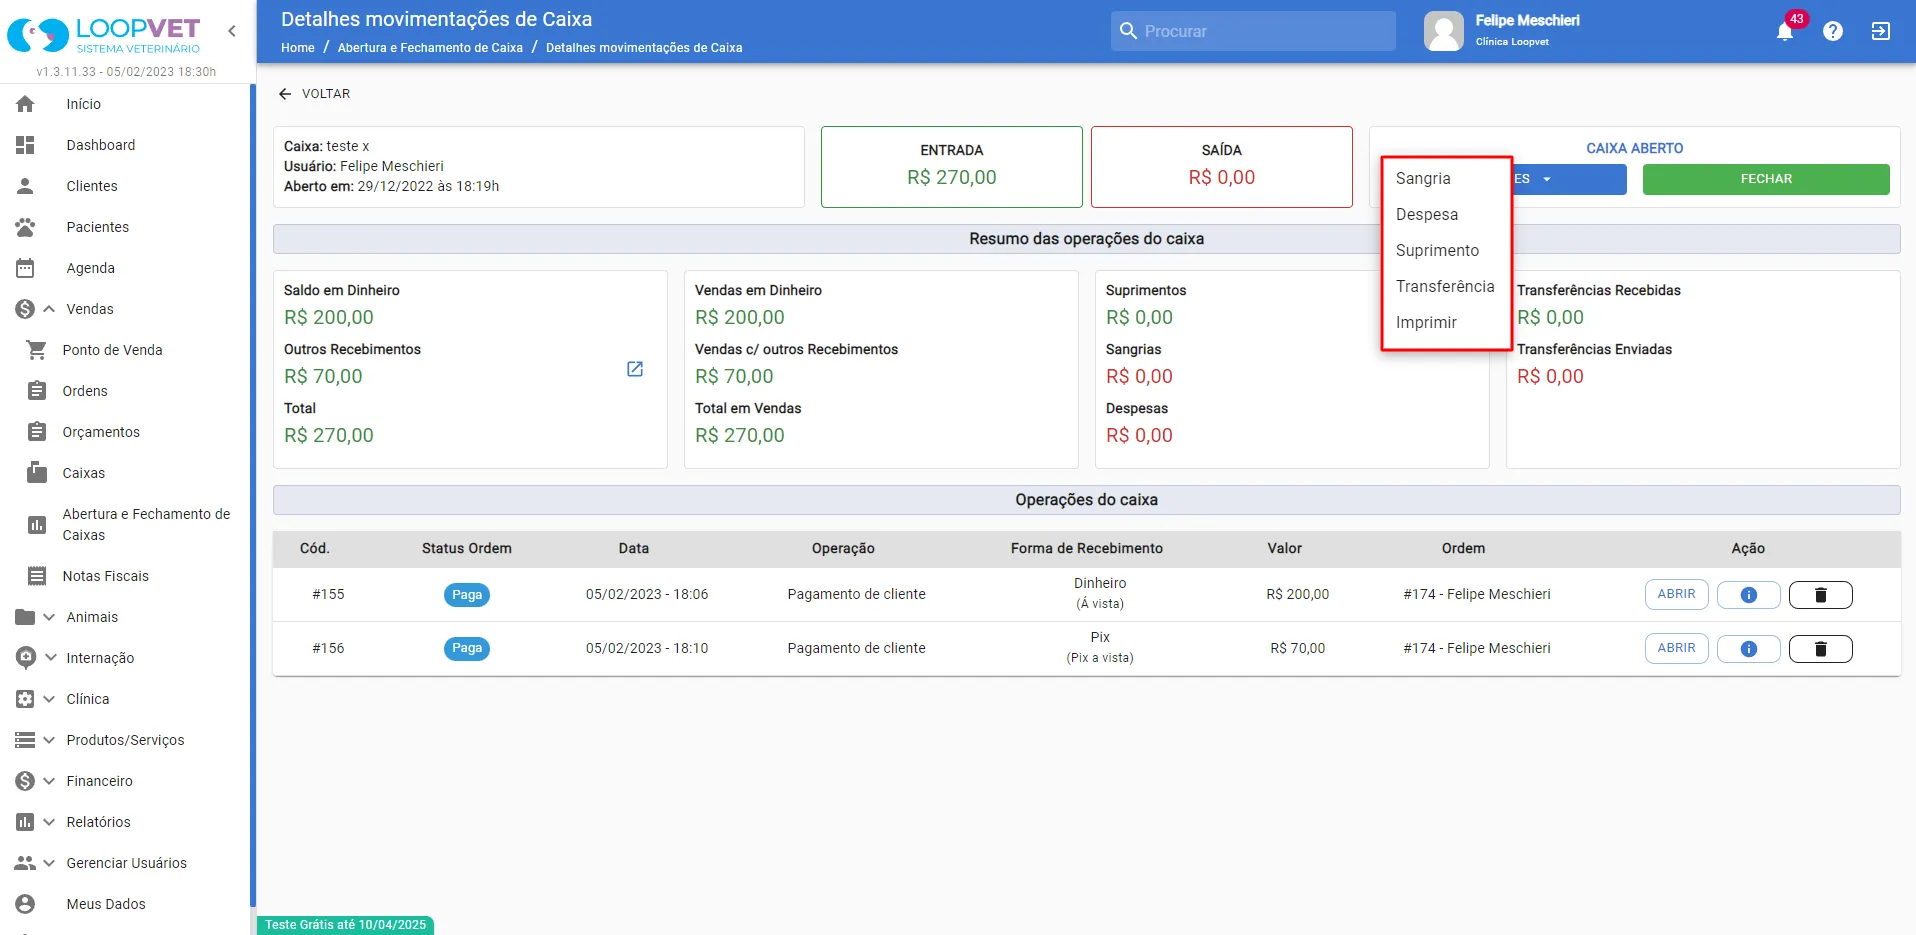 LOOPVET
SISTEMA VETERINÁRIO
v1.3.11.33 - 05/02/2023 18:30h
Início
Dashboard
Clientes
Pacientes
Agenda
Vendas
Ponto de Venda
Ordens
Orçamentos
Caixas
Abertura e Fechamento de
Caixas
Notas Fiscais
Animais
Internação
Clínica
Produtos/Serviços
Financeiro
Relatórios
Gerenciar Usuários
Meus Dados
Detalhes movimentações de Caixa
Home / Abertura e Fechamento de Caixa / Detalhes movimentações de Caixa
Procurar
Felipe Meschieri
Clínica Loopvet
43
VOLTAR
Caixa: teste x
Usuário: Felipe Meschieri
Aberto em: 29/12/2022 às 18:19h
ENTRADA
R$ 270,00
SAÍDA
R$ 0,00
CAIXA ABERTO
ES
FECHAR
Sangria
Despesa
Suprimento
Transferência
Imprimir
Resumo das operações do caixa
Saldo em Dinheiro
R$ 200,00
Outros Recebimentos
R$ 70,00
Total
R$ 270,00
Vendas em Dinheiro
R$ 200,00
Vendas c/ outros Recebimentos
R$ 70,00
Total em Vendas
R$ 270,00
Suprimentos
R$ 0,00
Sangrias
R$ 0,00
Despesas
R$ 0,00
Transferências Recebidas
R$ 0,00
Transferências Enviadas
R$ 0,00
Operações do caixa
Cód. Status Ordem Data Operação Forma de Recebimento Valor Ordem Ação
#155 Paga 05/02/2023 - 18:06 Pagamento de cliente Dinheiro R$ 200,00 #174 - Felipe Meschieri ABRIR
(Á vista)
#156 Paga 05/02/2023 - 18:10 Pagamento de cliente Pix R$ 70,00 #174 - Felipe Meschieri ABRIR
(Pix a vista)
Teste Grátis até 10/04/2025